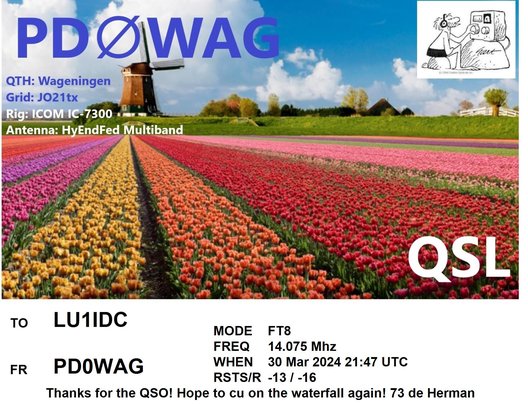 PDØWAG
QTH: Wageningen
Grid: JO21tx
Rig: ICOM IC-7300
Antenna: HyEndFed Multiband
QSL
TO LU1IDC
FR PD0WAG
MODE FT8
FREQ 14.075 Mhz
WHEN 30 Mar 2024 21:47 UTC
RSTS/R -13 / -16
Thanks for the QSO! Hope to cu on the waterfall again! 73 de Herman